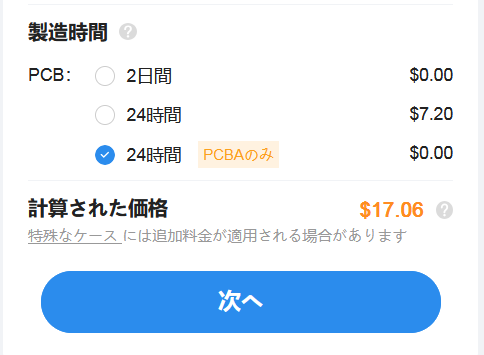 製造時間 ?
PCB: 2日間 $0.00
24時間 $7.20
24時間 PCBAのみ $0.00
計算された価格 $17.06 ?
特殊なケース には追加料金が適用される場合があります
次へ